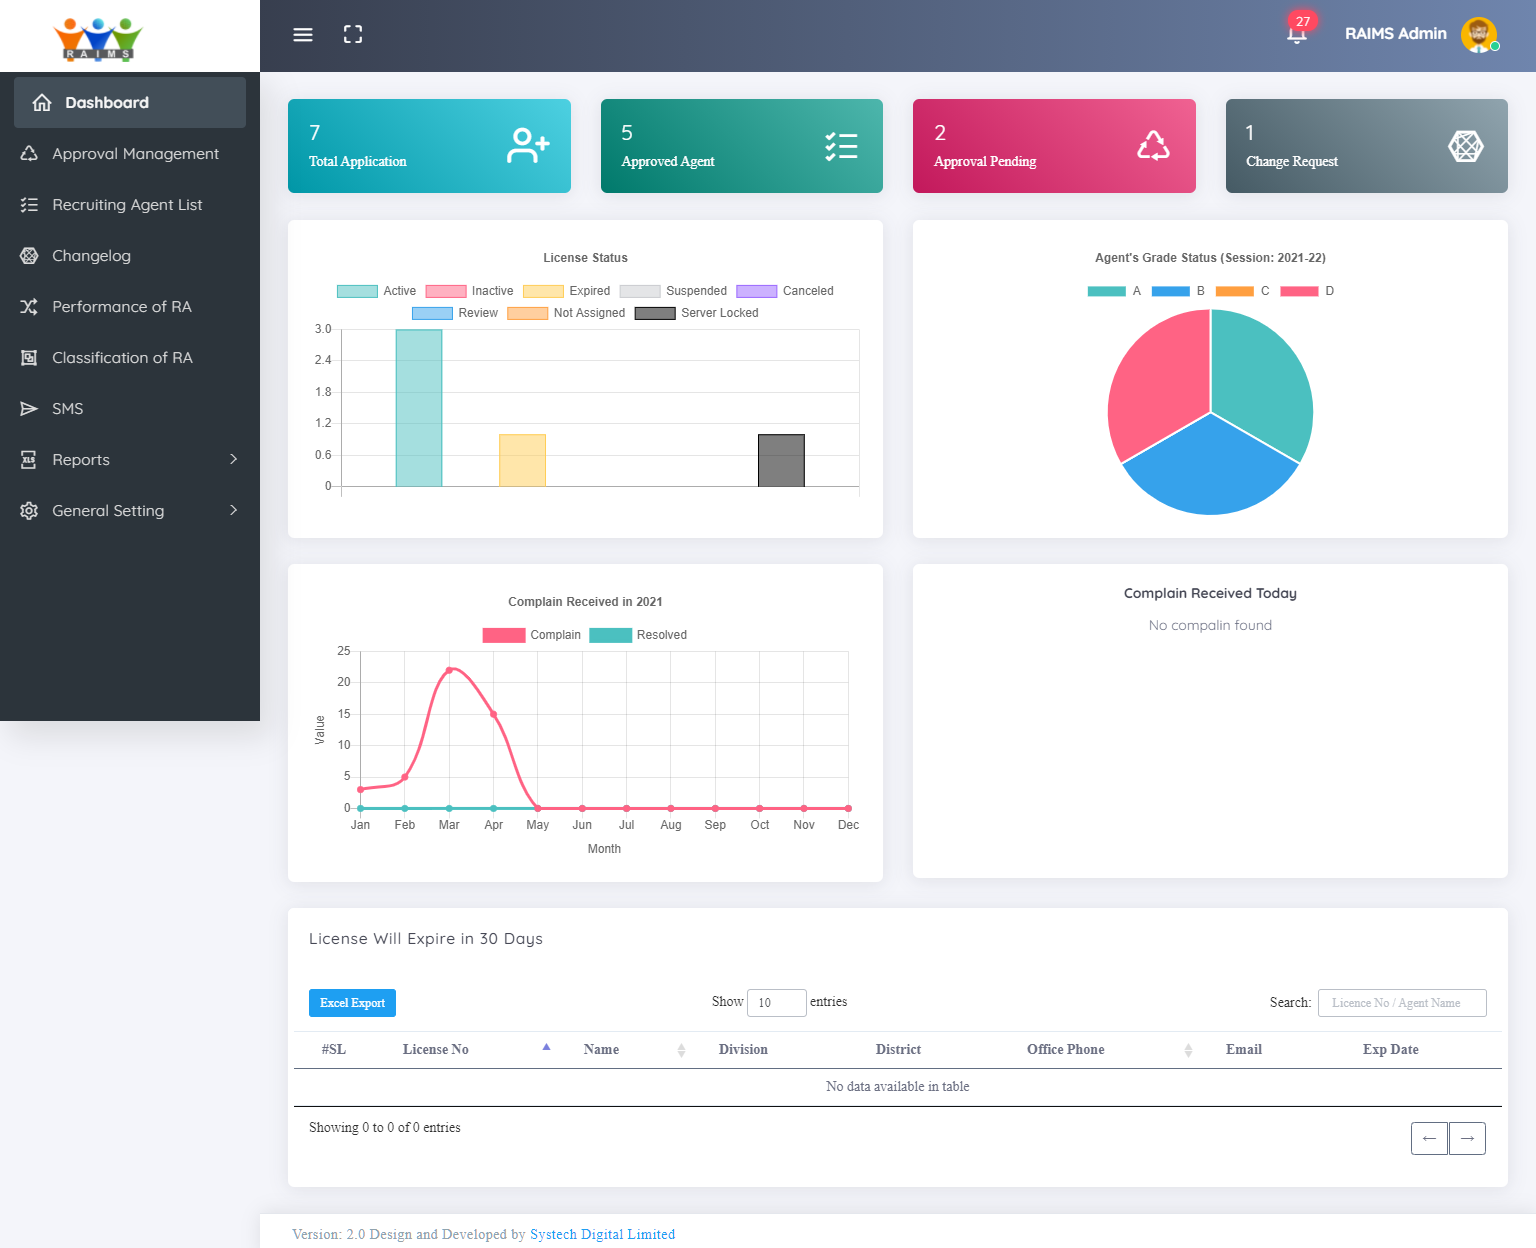 RAIMS
27
RAIMS Admin
Dashboard
Approval Management
Recruiting Agent List
Changelog
Performance of RA
Classification of RA
SMS
XLS
Reports
General Setting
7
Total Application
5
Approved Agent
2
Approval Pending
1
Change Request
License Status
Active Inactive Expired Suspended Canceled
Review Not Assigned Server Locked
3.0
2.4
1.8
1.2
0.6
0
Agent's Grade Status (Session: 2021-22)
A B C D
Complain Received in 2021
Complain Resolved
25
20
15
10
5
0
Value
Jan Feb Mar Apr May Jun Jul Aug Sep Oct Nov Dec
Month
Complain Received Today
No compalin found
License Will Expire in 30 Days
Excel Export
Show 10 entries
Search: Licence No / Agent Name
#SL License No Name Division District Office Phone Email Exp Date
No data available in table
Showing 0 to 0 of 0 entries
← →
Version: 2.0 Design and Developed by Systech Digital Limited